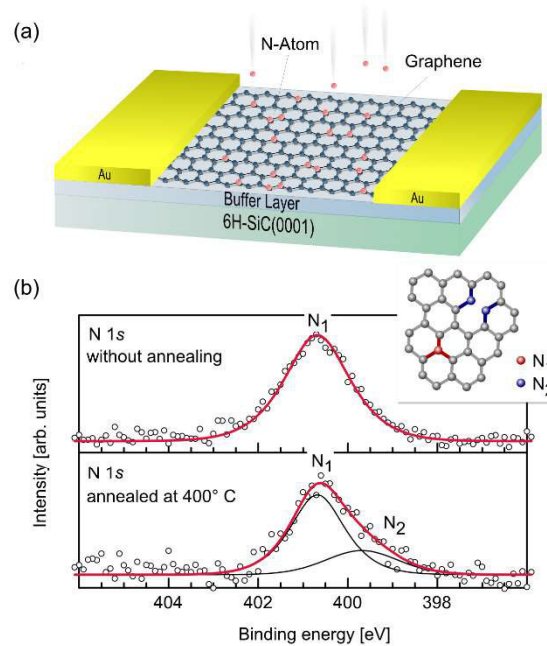 (a)
N-Atom
Graphene
Au
Au
Buffer Layer
6H-SiC(0001)
(b)
N 1s
without annealing
N₁
N
N₂
N 1s
annealed at 400° C
N₁
N₂
Intensity [arb. units]
404
402
400
398
Binding energy [eV]